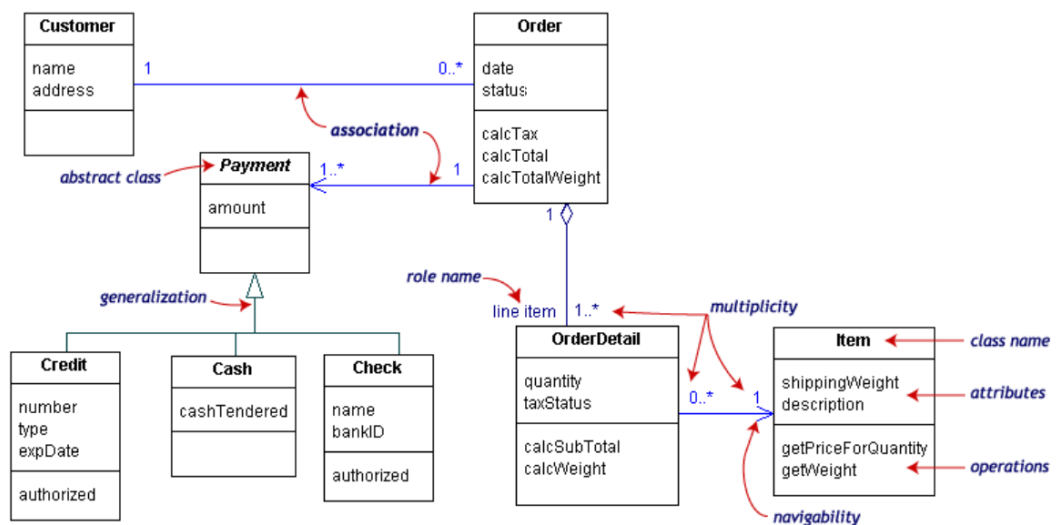 Customer
name
address
1
0..*
Order
date
status
calcTax
calcTotal
calcTotalWeight
association
abstract class
Payment
amount
1..*
1
1
generalization
role name
line item
1..*
multiplicity
Credit
number
type
expDate
authorized
Cash
cashTendered
Check
name
bankID
authorized
OrderDetail
quantity
taxStatus
calcSubTotal
calcWeight
0..*
1
Item
shippingWeight
description
getPriceForQuantity
getWeight
class name
attributes
operations
navigability